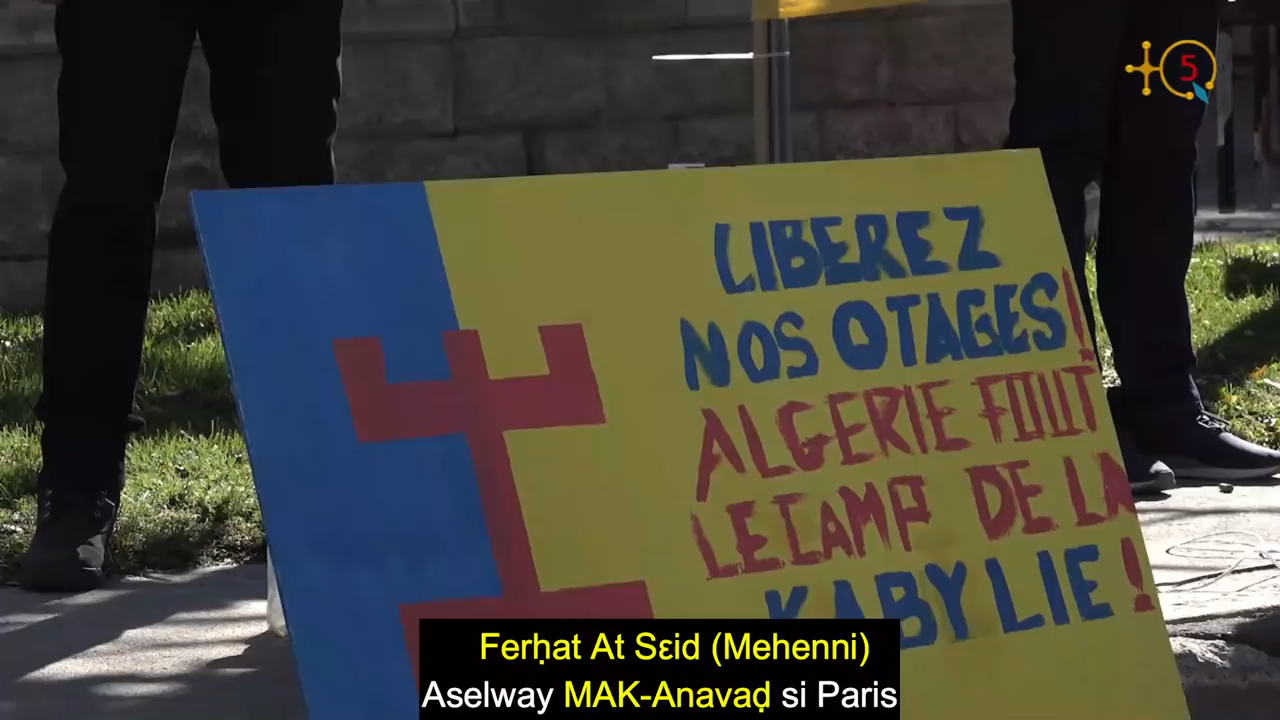 5
LIBEREZ
NOS OTAGES!
ALGERIE FOUT
LE CAMP DE LA
KABYLIE !
Ferḥat At Sɛid (Mehenni)
Aselway MAK-Anavaḍ si Paris